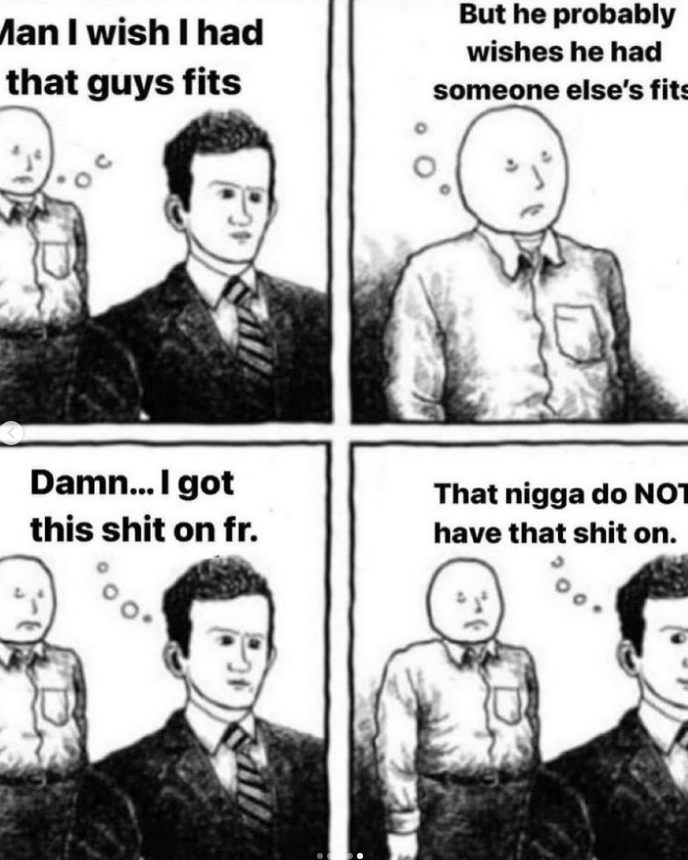 Man I wish I had
that guys fits
But he probably
wishes he had
someone else's fits
Damn... I got
this shit on fr.
That nigga do NOT
have that shit on.